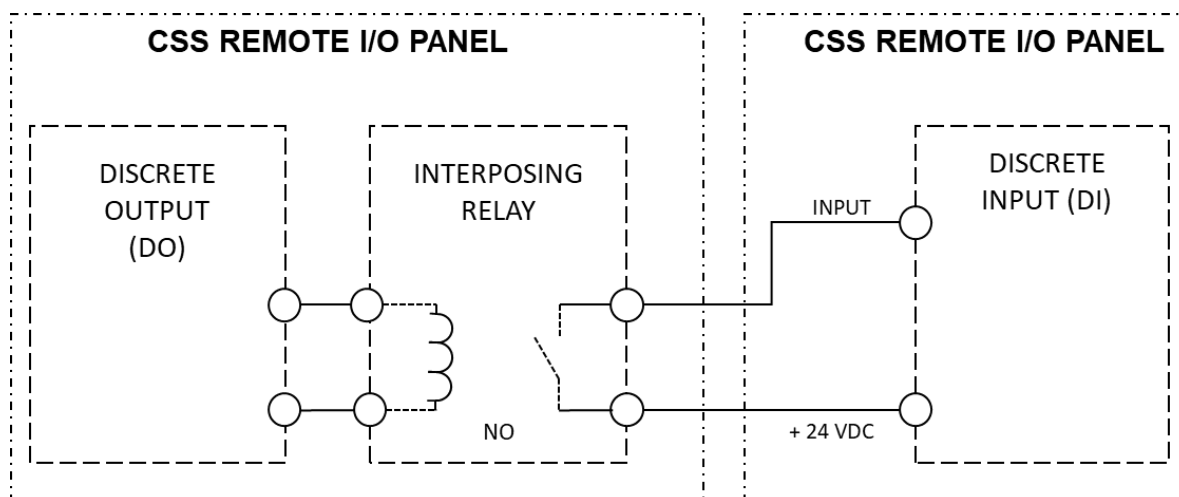 CSS REMOTE I/O PANEL
CSS REMOTE I/O PANEL
DISCRETE
OUTPUT
(DO)
INTERPOSING
RELAY
DISCRETE
INPUT (DI)
INPUT
NO
+ 24 VDC